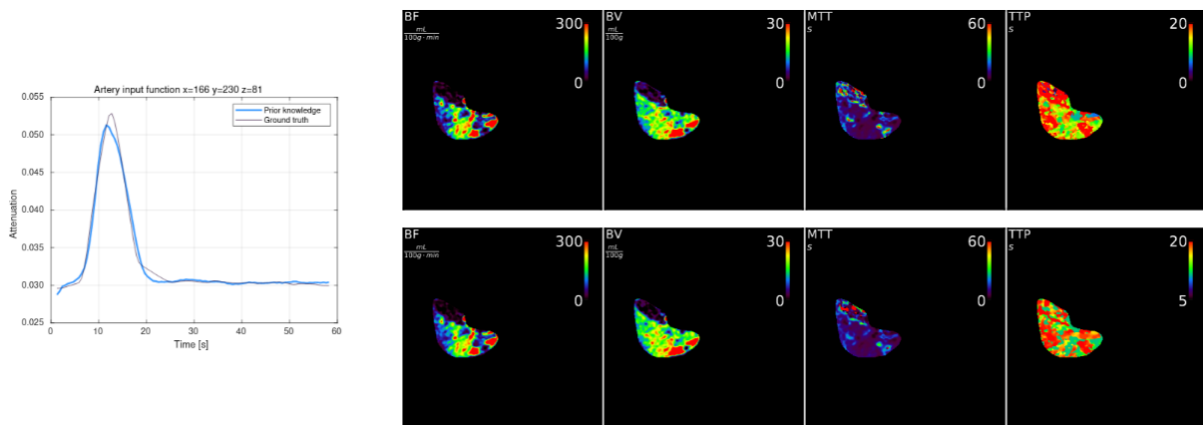 Artery input function x=166 y=230 z=81
Prior knowledge
Ground truth
0.055
0.050
0.045
0.040
0.035
0.030
0.025
Attenuation
0 10 20 30 40 50 60
Time [s]
BF
mL
100g·min
300
0
BV
mL
100g
30
0
MTT
s
60
0
TTP
s
20
0
BF
mL
100g·min
300
0
BV
mL
100g
30
0
MTT
s
60
0
TTP
s
20
5